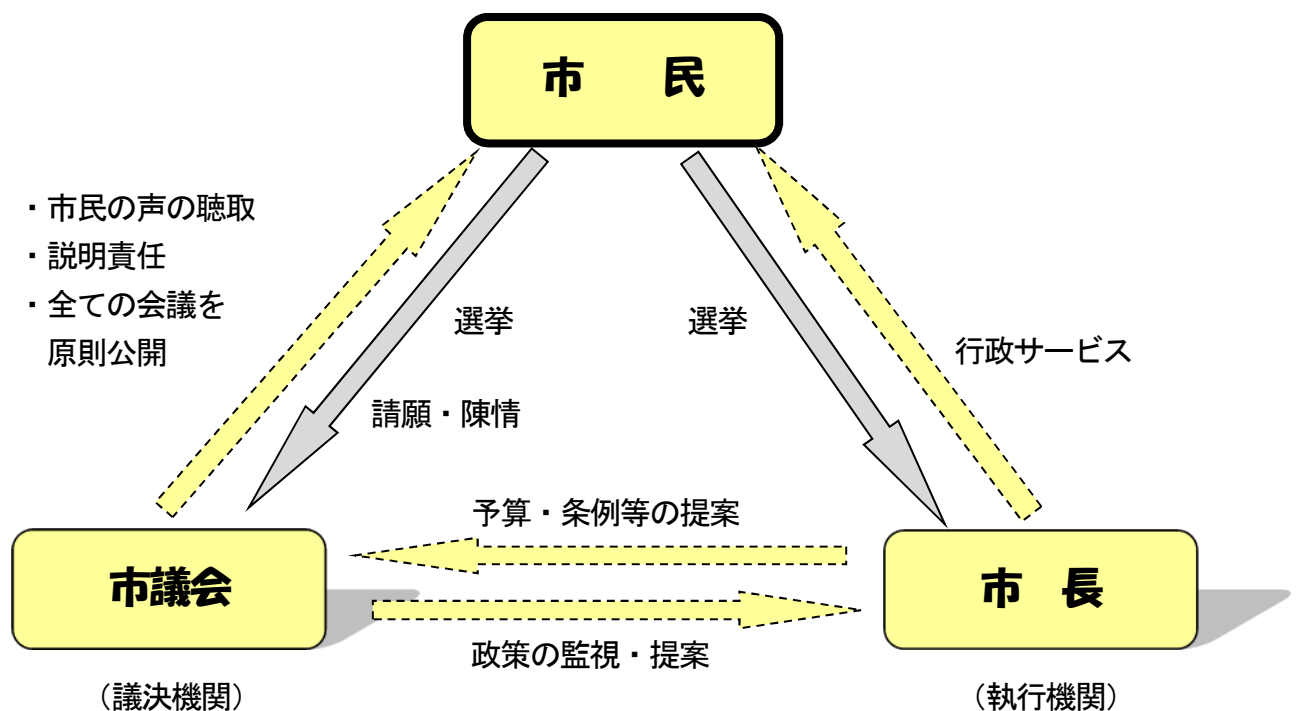 市　民
・市民の声の聴取
・説明責任
・全ての会議を
原則公開
選挙
選挙
行政サービス
請願・陳情
予算・条例等の提案
市議会
市　長
政策の監視・提案
（議決機関）
（執行機関）